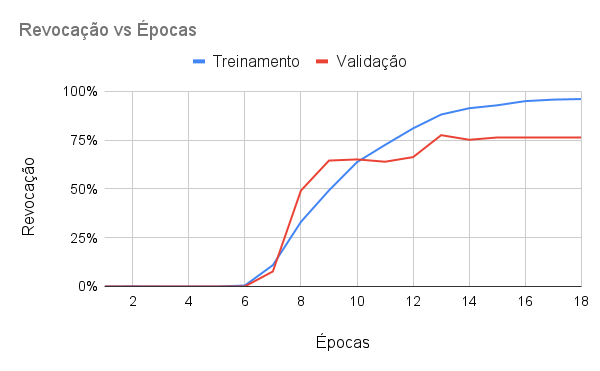 Revocação vs Épocas
Treinamento
Validação
100%
75%
50%
25%
0%
Revocação
2
4
6
8
10
12
14
16
18
Épocas